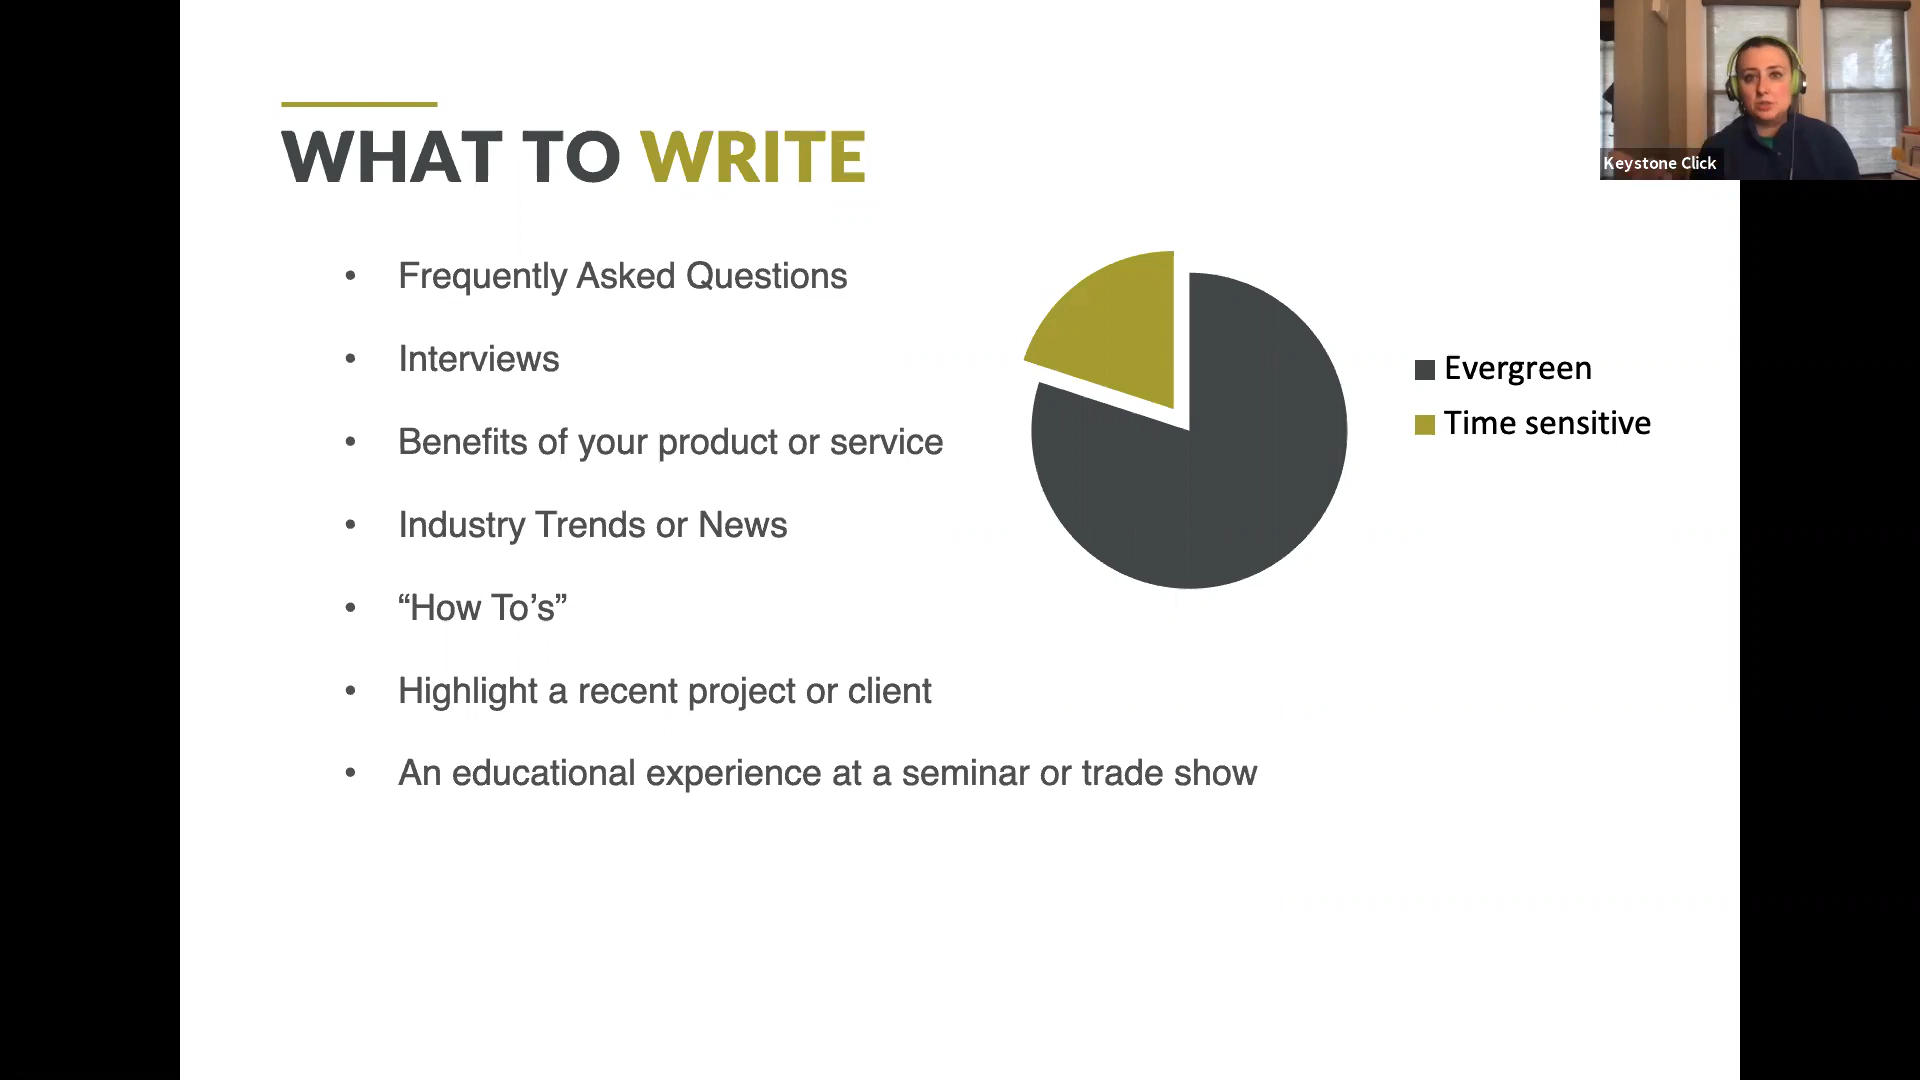 WHAT TO WRITE
• Frequently Asked Questions
• Interviews
• Benefits of your product or service
• Industry Trends or News
• “How To’s”
• Highlight a recent project or client
• An educational experience at a seminar or trade show
Evergreen
Time sensitive
Keystone Click